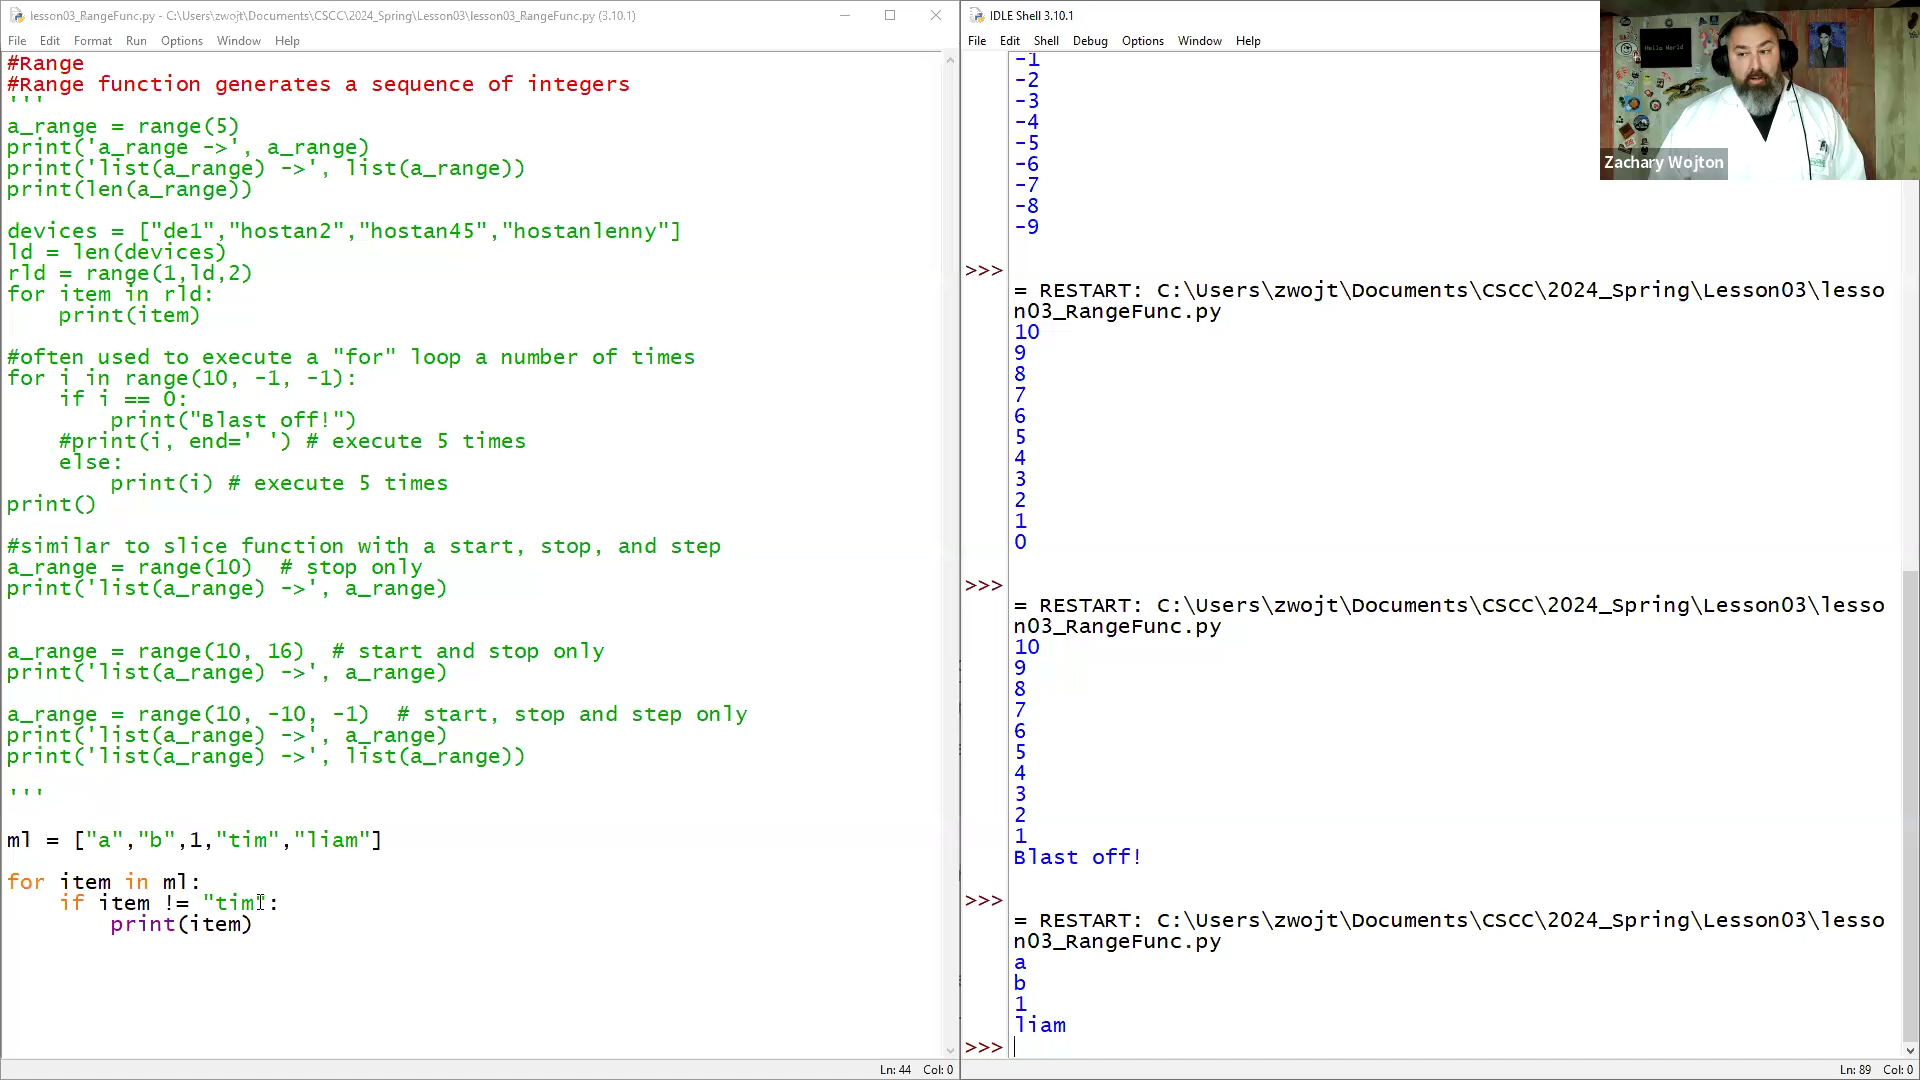 lesson03_RangeFunc.py - C:\Users\zwojt\Documents\CSCC\2024_Spring\Lesson03\lesson03_RangeFunc.py (3.10.1)
File Edit Format Run Options Window Help
#Range
#Range function generates a sequence of integers
'''
a_range = range(5)
print('a_range ->', a_range)
print('list(a_range) ->', list(a_range))
print(len(a_range))
devices = ["de1","hostan2","hostan45","hostanlenny"]
ld = len(devices)
rld = range(1,ld,2)
for item in rld:
    print(item)
#often used to execute a "for" loop a number of times
for i in range(10, -1, -1):
    if i == 0:
        print("Blast off!")
    #print(i, end=' ') # execute 5 times
    else:
        print(i) # execute 5 times
print()
#similar to slice function with a start, stop, and step
a_range = range(10)  # stop only
print('list(a_range) ->', a_range)
a_range = range(10, 16)  # start and stop only
print('list(a_range) ->', a_range)
a_range = range(10, -10, -1)  # start, stop and step only
print('list(a_range) ->', a_range)
print('list(a_range) ->', list(a_range))
'''
ml = ["a","b",1,"tim","liam"]
for item in ml:
    if item != "tim":
        print(item)
Ln: 44 Col: 0
IDLE Shell 3.10.1
File Edit Shell Debug Options Window Help
-1
-2
-3
-4
-5
-6
-7
-8
-9
>>>
= RESTART: C:\Users\zwojt\Documents\CSCC\2024_Spring\Lesson03\lesso
n03_RangeFunc.py
10
9
8
7
6
5
4
3
2
1
0
>>>
= RESTART: C:\Users\zwojt\Documents\CSCC\2024_Spring\Lesson03\lesso
n03_RangeFunc.py
10
9
8
7
6
5
4
3
2
1
Blast off!
>>>
= RESTART: C:\Users\zwojt\Documents\CSCC\2024_Spring\Lesson03\lesso
n03_RangeFunc.py
a
b
1
liam
>>>
Ln: 89 Col: 0
Hello World
Zachary Wojton